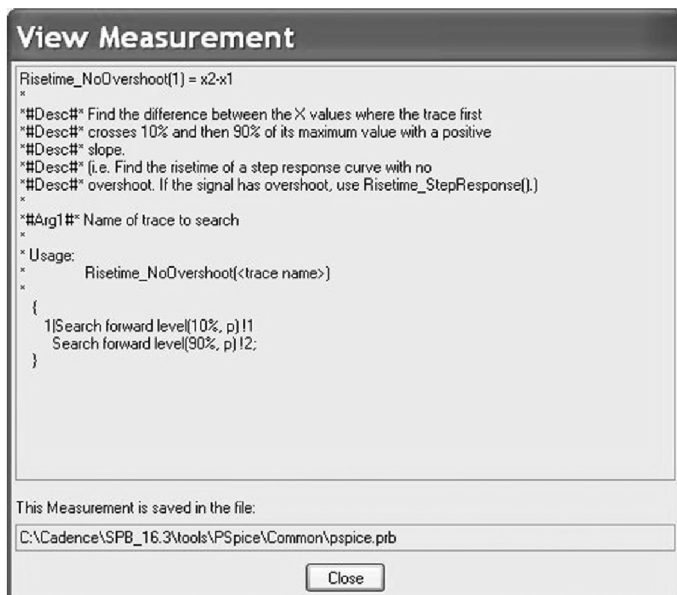 View Measurement
Risetime_NoOvershoot(1) = x2-x1
*
*#Desc#* Find the difference between the X values where the trace first
*#Desc#* crosses 10% and then 90% of its maximum value with a positive
*#Desc#* slope.
*#Desc#* (i.e. Find the risetime of a step response curve with no
*#Desc#* overshoot. If the signal has overshoot, use Risetime_StepResponse().)
*
*#Arg1#* Name of trace to search
*
* Usage:
* Risetime_NoOvershoot(<trace name>)
*
{
1|Search forward level(10%, p) !1
Search forward level(90%, p) !2;
}
This Measurement is saved in the file:
C:\Cadence\SPB_16.3\tools\PSpice\Common\pspice.prb
Close